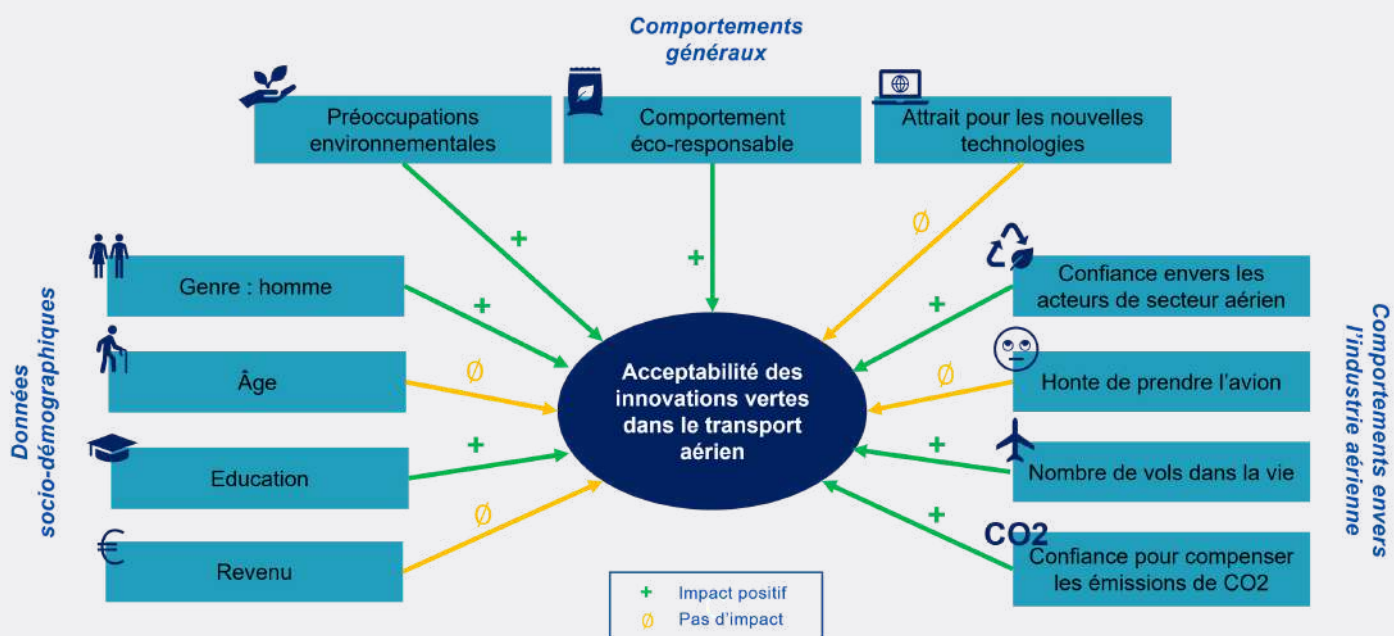 Comportements
généraux
Préoccupations
environnementales
Comportement
éco-responsable
Attrait pour les nouvelles
technologies
+
+
Ø
Données
socio-démographiques
Genre : homme
+
Âge
Ø
Education
+
Revenu
Ø
Acceptabilité des
innovations vertes
dans le transport
aérien
Comportements envers
l'industrie aérienne
Confiance envers les
acteurs de secteur aérien
+
Honte de prendre l'avion
Ø
Nombre de vols dans la vie
+
CO2
Confiance pour compenser
les émissions de CO2
+
+ Impact positif
Ø Pas d'impact